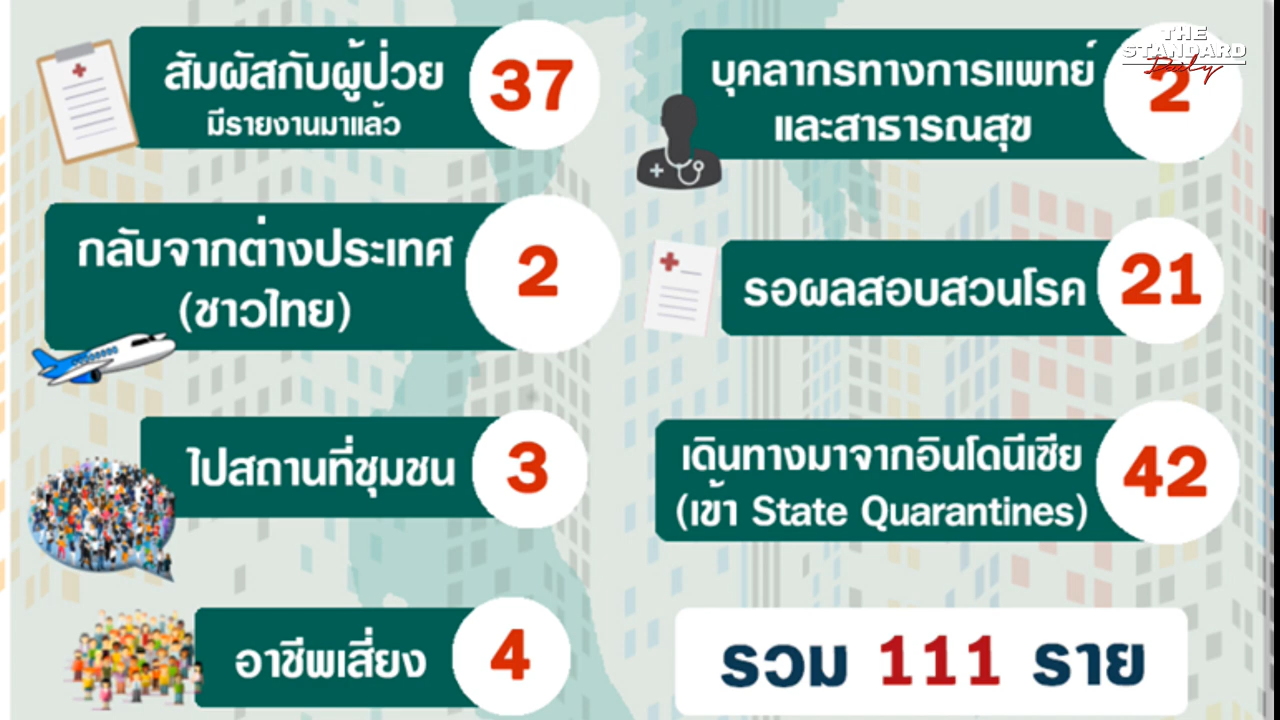 สัมผัสกับผู้ป่วย
มีรายงานมาแล้ว
37
กลับจากต่างประเทศ
(ชาวไทย)
2
ไปสถานที่ชุมชน
3
อาชีพเสี่ยง
4
THE
STANDARD
Daily
บุคลากรทางการแพทย์
และสาธารณสุข
2
รอผลสอบสวนโรค
21
เดินทางมาจากอินโดนีเซีย
(เข้า State Quarantines)
42
รวม 111 ราย